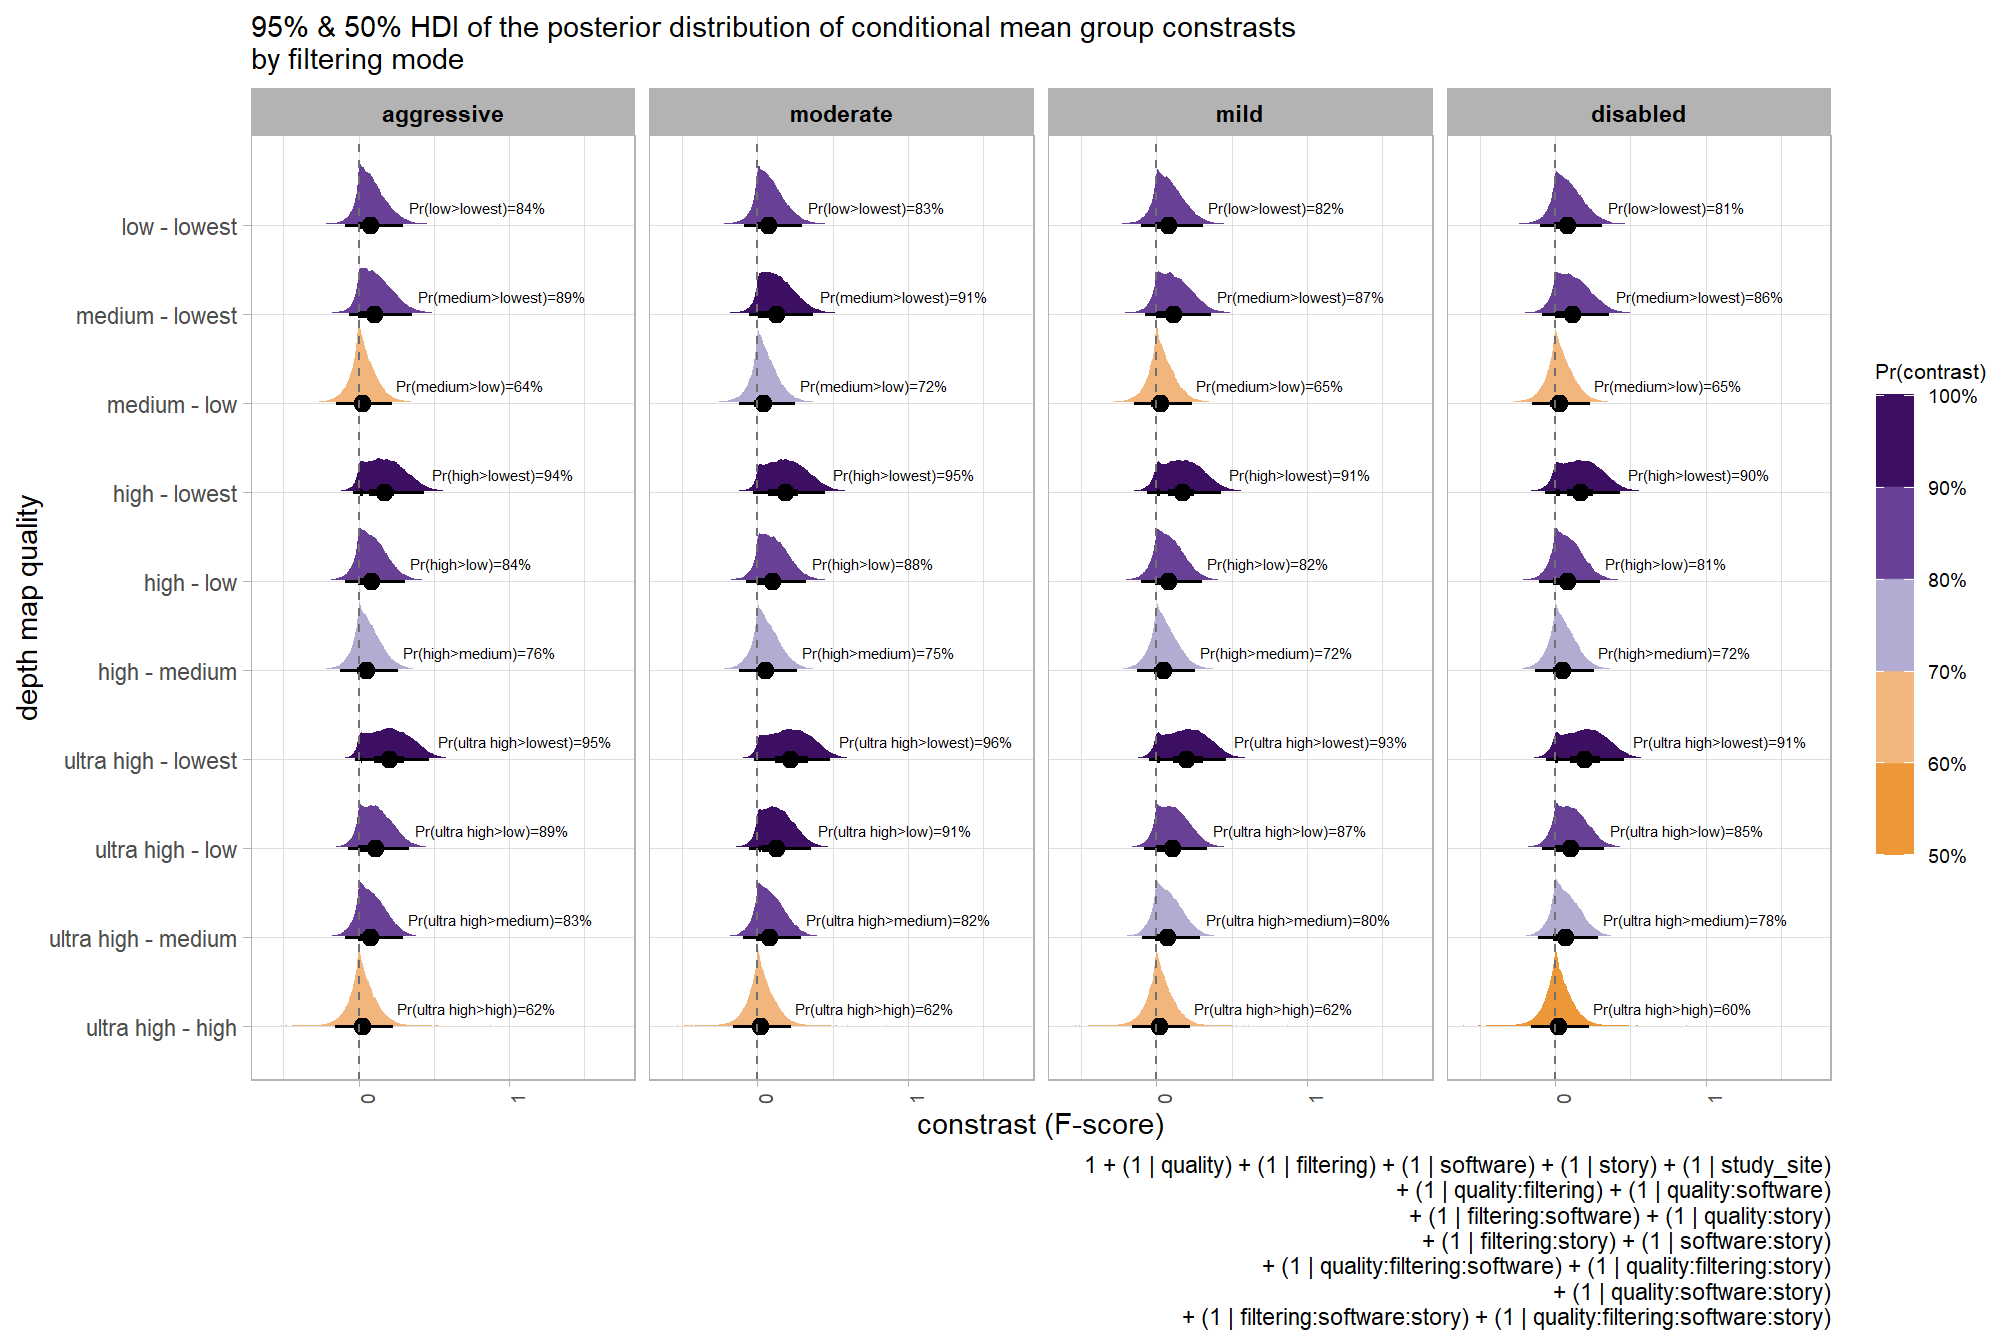 95% & 50% HDI of the posterior distribution of conditional mean group constrasts
by filtering mode
aggressive
moderate
mild
disabled
depth map quality
low - lowest
Pr(low>lowest)=84%
Pr(low>lowest)=83%
Pr(low>lowest)=82%
Pr(low>lowest)=81%
medium - lowest
Pr(medium>lowest)=89%
Pr(medium>lowest)=91%
Pr(medium>lowest)=87%
Pr(medium>lowest)=86%
medium - low
Pr(medium>low)=64%
Pr(medium>low)=72%
Pr(medium>low)=65%
Pr(medium>low)=65%
high - lowest
Pr(high>lowest)=94%
Pr(high>lowest)=95%
Pr(high>lowest)=91%
Pr(high>lowest)=90%
high - low
Pr(high>low)=84%
Pr(high>low)=88%
Pr(high>low)=82%
Pr(high>low)=81%
high - medium
Pr(high>medium)=76%
Pr(high>medium)=75%
Pr(high>medium)=72%
Pr(high>medium)=72%
ultra high - lowest
Pr(ultra high>lowest)=95%
Pr(ultra high>lowest)=96%
Pr(ultra high>lowest)=93%
Pr(ultra high>lowest)=91%
ultra high - low
Pr(ultra high>low)=89%
Pr(ultra high>low)=91%
Pr(ultra high>low)=87%
Pr(ultra high>low)=85%
ultra high - medium
Pr(ultra high>medium)=83%
Pr(ultra high>medium)=82%
Pr(ultra high>medium)=80%
Pr(ultra high>medium)=78%
ultra high - high
Pr(ultra high>high)=62%
Pr(ultra high>high)=62%
Pr(ultra high>high)=62%
Pr(ultra high>high)=60%
0
1
0
1
0
1
0
1
constrast (F-score)
Pr(contrast)
100%
90%
80%
70%
60%
50%
1 + (1 | quality) + (1 | filtering) + (1 | software) + (1 | story) + (1 | study_site)
+ (1 | quality:filtering) + (1 | quality:software)
+ (1 | filtering:software) + (1 | quality:story)
+ (1 | filtering:story) + (1 | software:story)
+ (1 | quality:filtering:software) + (1 | quality:filtering:story)
+ (1 | quality:software:story)
+ (1 | filtering:software:story) + (1 | quality:filtering:software:story)